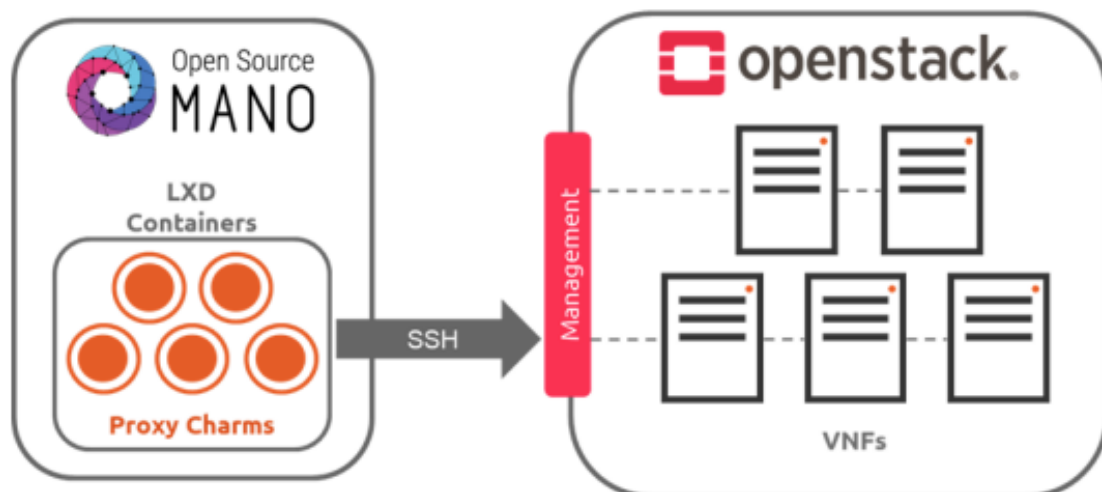 Open Source
MANO
LXD
Containers
Proxy Charms
SSH
Management
openstack.
VNFs